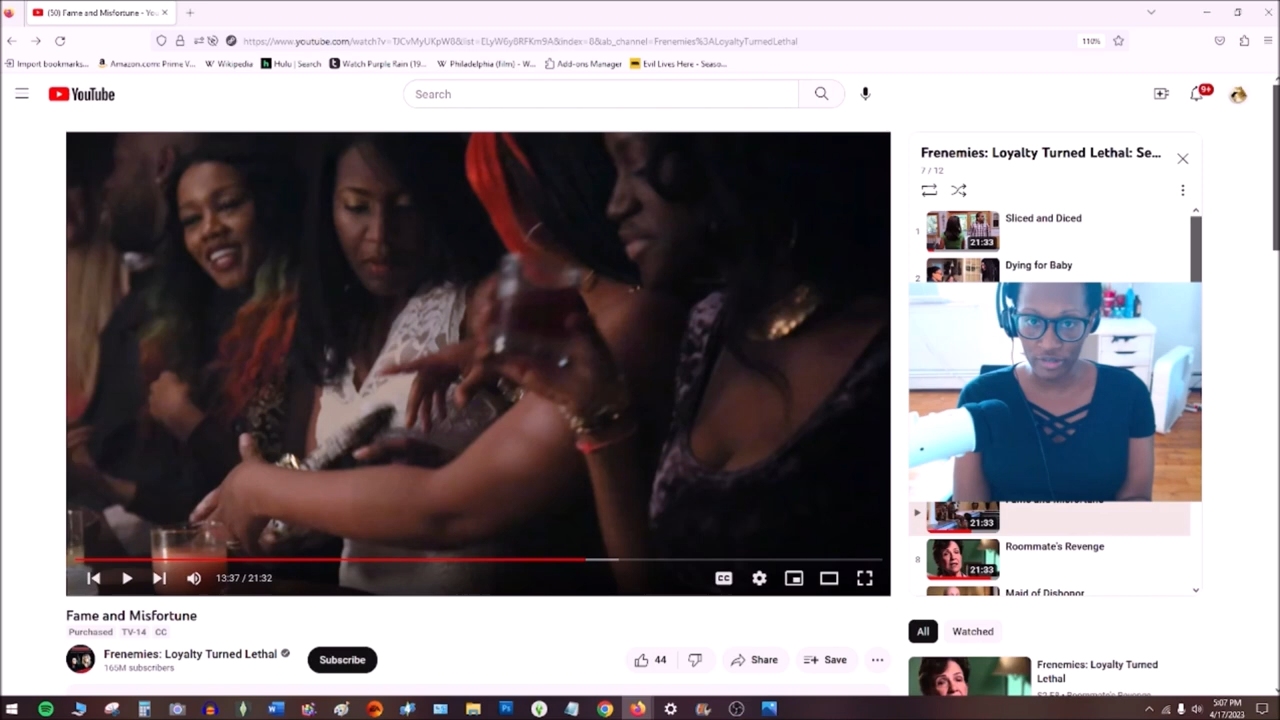 (50) Fame and Misfortune - You
https://www.youtube.com/watch?v=TJCvMyUKpW8&list=ELyW6y8RFKm9A&index=8&ab_channel=Frenemies%3ALoyaltyTurnedLethal
110%
Import bookmarks...
Amazon.com: Prime V...
Wikipedia
Hulu | Search
Watch Purple Rain (19...
Philadelphia (film) - W...
Add-ons Manager
Evil Lives Here - Seaso...
YouTube
Search
9+
Frenemies: Loyalty Turned Lethal: Se...
7 / 12
1
Sliced and Diced
21:33
2
Dying for Baby
21:33
8
Roommate's Revenge
21:33
Maid of Dishonor
13:37 / 21:32
CC
Fame and Misfortune
Purchased TV-14 CC
Frenemies: Loyalty Turned Lethal
165M subscribers
Subscribe
44
Share
Save
All
Watched
Frenemies: Loyalty Turned
Lethal
5:07 PM
4/17/2023